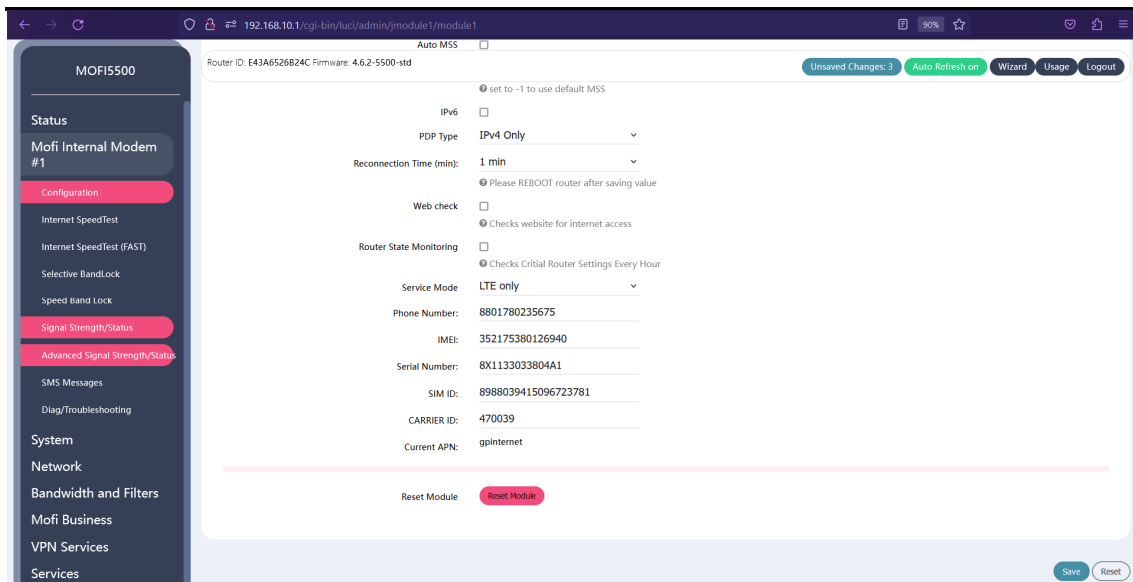 192.168.10.1/cgi-bin/luci/admin/jmodule1/module1
90%
MOFI5500
Status
Mofi Internal Modem
#1
Configuration
Internet SpeedTest
Internet SpeedTest (FAST)
Selective BandLock
Speed Band Lock
Signal Strength/Status
Advanced Signal Strength/Status
SMS Messages
Diag/Troubleshooting
System
Network
Bandwidth and Filters
Mofi Business
VPN Services
Services
Auto MSS
Router ID: E43A6526B24C Firmware: 4.6.2-5500-std
Unsaved Changes: 3
Auto Refresh on
Wizard
Usage
Logout
set to -1 to use default MSS
IPv6
PDP Type IPv4 Only
Reconnection Time (min): 1 min
Please REBOOT router after saving value
Web check
Checks website for internet access
Router State Monitoring
Checks Critial Router Settings Every Hour
Service Mode LTE only
Phone Number: 8801780235675
IMEI: 352175380126940
Serial Number: 8X1133033804A1
SIM ID: 8988039415096723781
CARRIER ID: 470039
Current APN: gpinternet
Reset Module Reset Module
Save
Reset